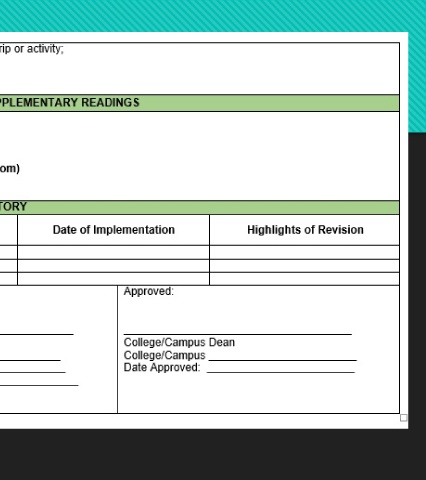 rip or activity;
PPLEMENTARY READINGS
om)
TORY
Date of Implementation Highlights of Revision
Approved:
College/Campus Dean
College/Campus
Date Approved: